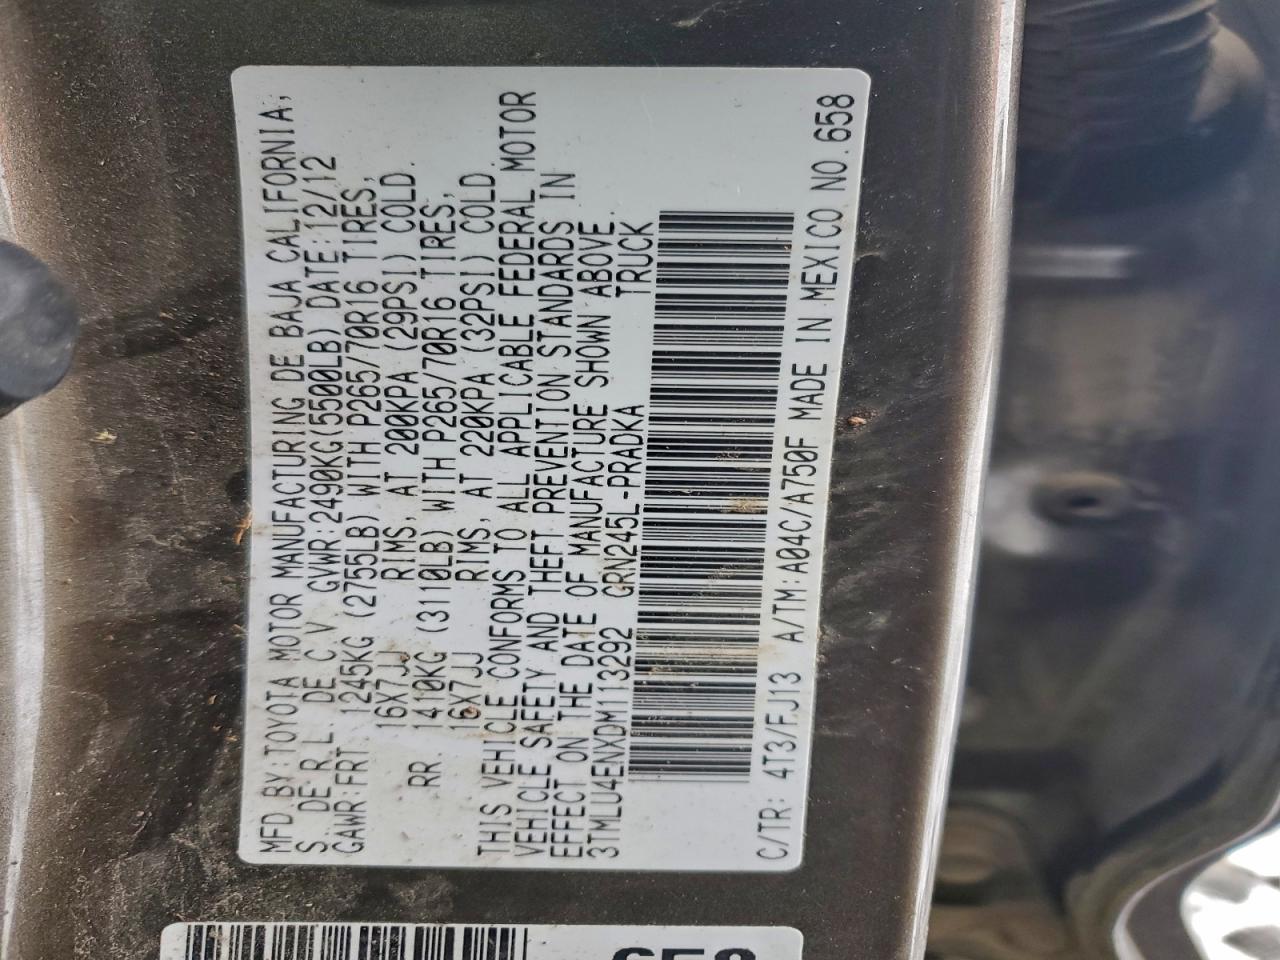 MFD BY:TOYOTA MOTOR MANUFACTURING DE BAJA CALIFORNIA,
S. DE R.L. DE C.V. GVWR:2490KG(5500LB) DATE:12/12
GAWR:FRT. 1245KG (2755LB) WITH P265/70R16 TIRES,
16X7JJ RIMS, AT 200KPA (29PSI) COLD.
RR. 1410KG (3110LB) WITH P265/70R16 TIRES,
16X7JJ RIMS, AT 220KPA (32PSI) COLD.
THIS VEHICLE CONFORMS TO ALL APPLICABLE FEDERAL MOTOR
VEHICLE SAFETY AND THEFT PREVENTION STANDARDS IN
EFFECT ON THE DATE OF MANUFACTURE SHOWN ABOVE.
3TMLU4ENXDM113292 GRN245L-PRADKA TRUCK
C/TR: 4T3/FJ13 A/TM:A04C/A750F MADE IN MEXICO NO.658